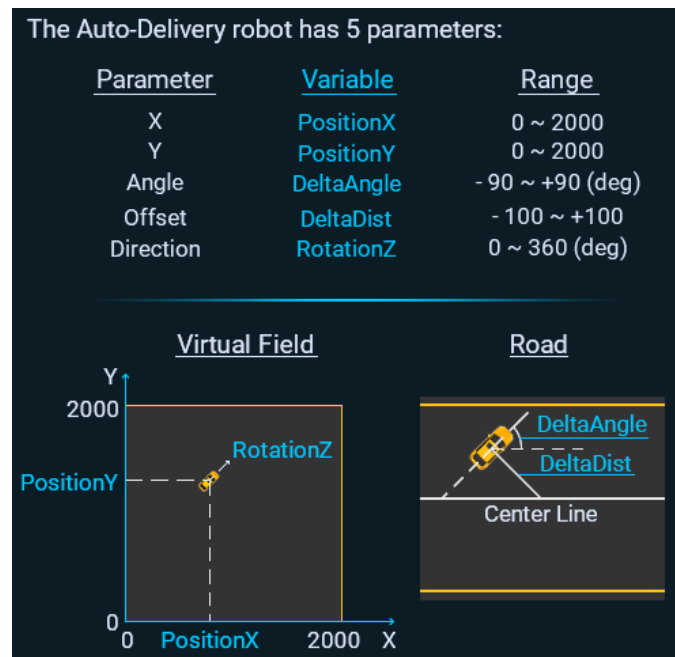 The Auto-Delivery robot has 5 parameters:
Parameter Variable Range
X PositionX 0 ~ 2000
Y PositionY 0 ~ 2000
Angle DeltaAngle - 90 ~ +90 (deg)
Offset DeltaDist - 100 ~ +100
Direction RotationZ 0 ~ 360 (deg)
Virtual Field Road
Y
2000
DeltaAngle
RotationZ
DeltaDist
PositionY
Center Line
0
0 PositionX 2000 X